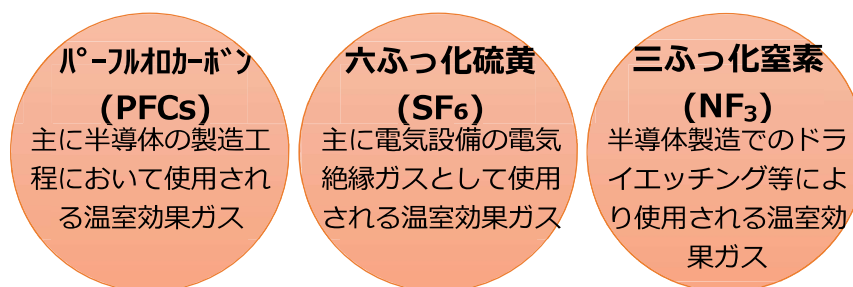 ﾊﾟｰﾌﾙｵﾛｶｰﾎﾞﾝ
(PFCs)
主に半導体の製造工
程において使用され
る温室効果ガス
六ふっ化硫黄
(SF₆)
主に電気設備の電気
絶縁ガスとして使用
される温室効果ガス
三ふっ化窒素
(NF₃)
半導体製造でのドラ
イエッチング等によ
り使用される温室効
果ガス